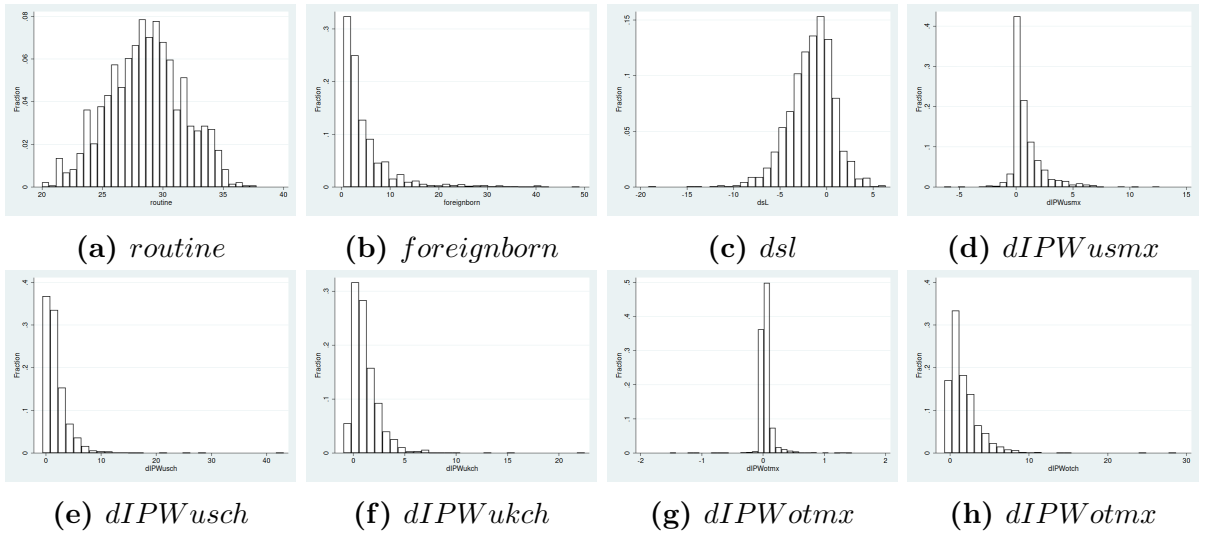 Fraction
0 .02 .04 .06 .08
20 25 30 35 40
routine
Fraction
0 .1 .2 .3
0 10 20 30 40 50
foreignborn
Fraction
0 .05 .1 .15
-20 -15 -10 -5 0 5
dsL
Fraction
0 .1 .2 .3 .4
-5 0 5 10 15
dIPWusmx
(a) routine
(b) foreignborn
(c) dsl
(d) dIPWusmx
Fraction
0 .1 .2 .3 .4
0 10 20 30 40
dIPWusch
Fraction
0 .1 .2 .3
0 5 10 15 20
dIPWukch
Fraction
0 .1 .2 .3 .4 .5
-2 -1 0 1 2
dIPWotmx
Fraction
0 .1 .2 .3 .4
0 10 20 30
dIPWotch
(e) dIPWusch
(f) dIPWukch
(g) dIPWotmx
(h) dIPWotmx